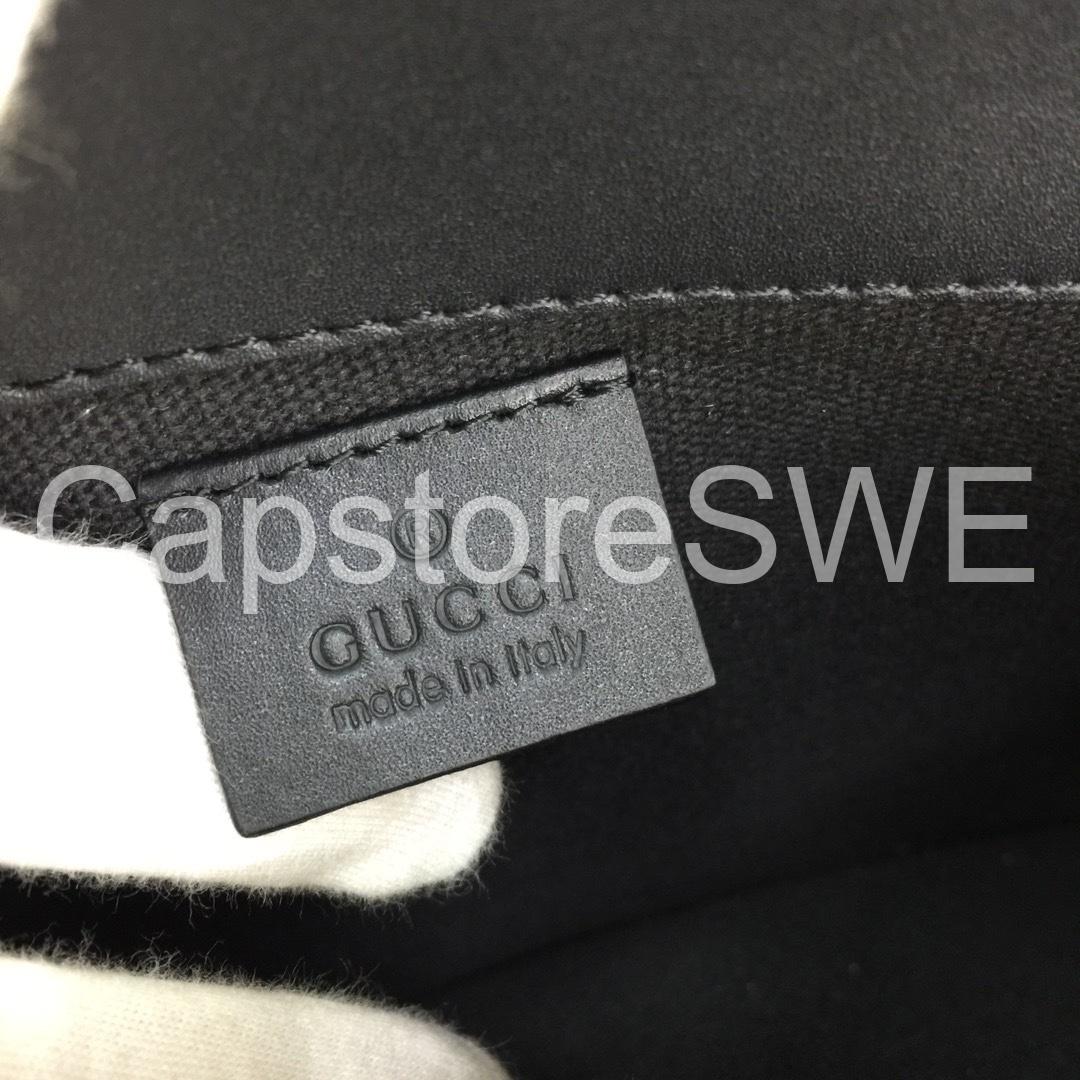 CapstoreSWE
®
GUCCI
made in italy